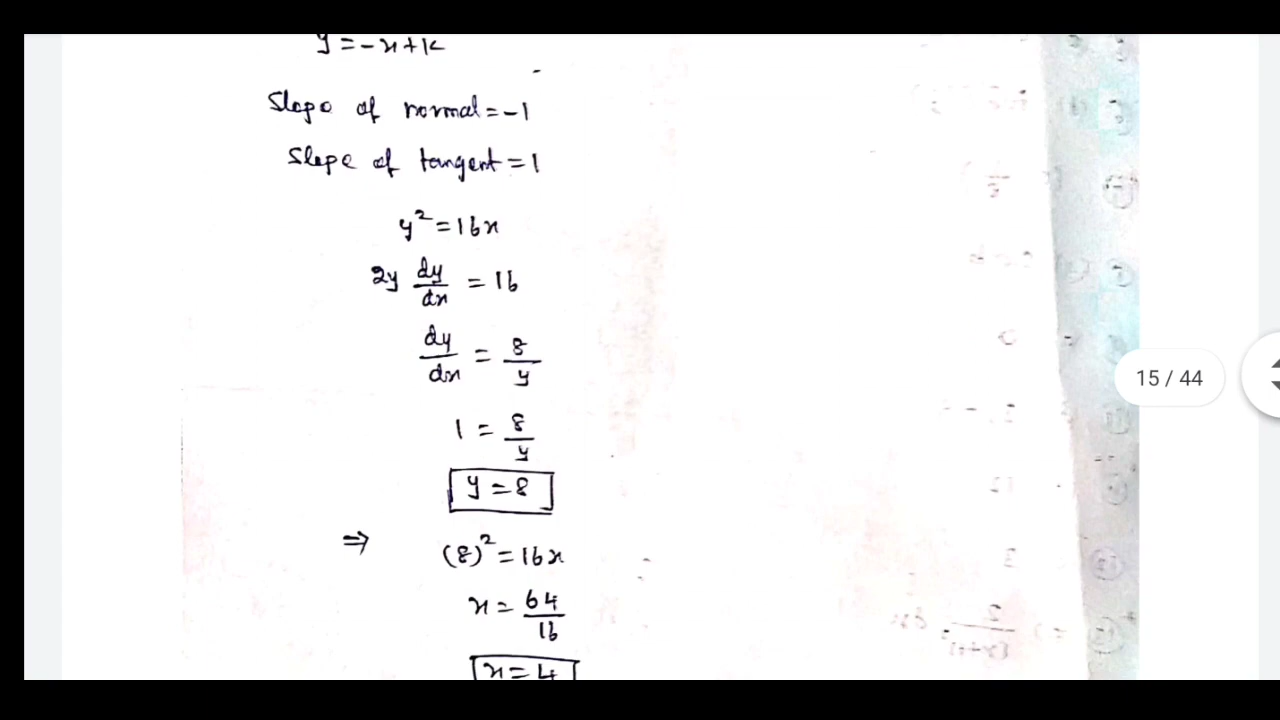 y = -x + k
Slope of normal = -1
Slope of tangent = 1
y² = 16x
2y dy/dx = 16
dy/dx = 8/y
1 = 8/y
y = 8
⇒ (8)² = 16x
x = 64/16
x = 4
15 / 44